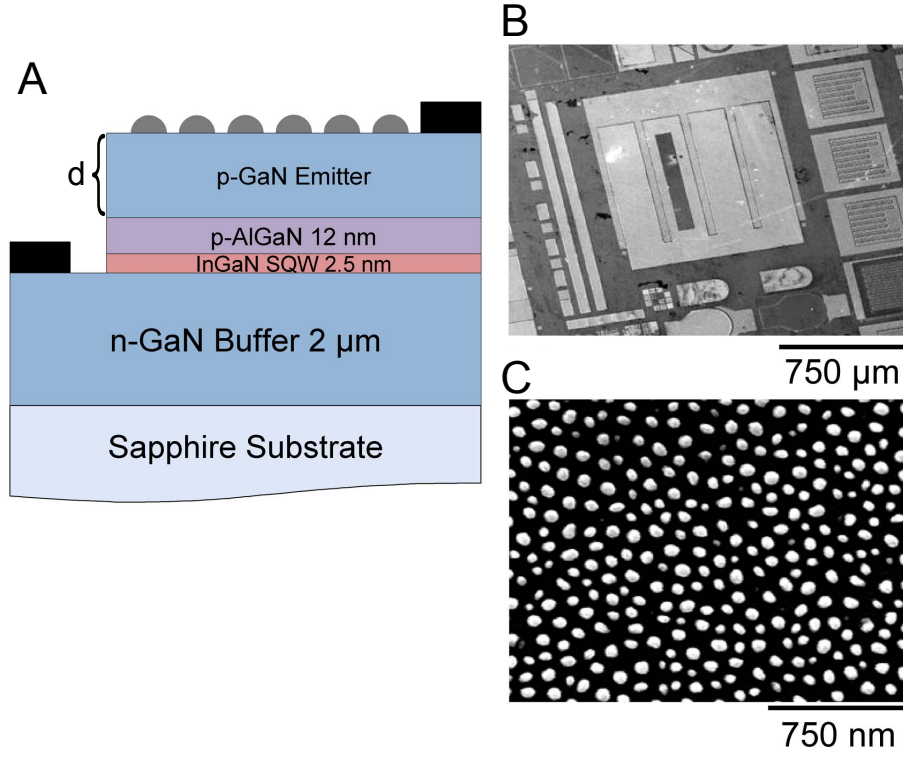 A
d
p-GaN Emitter
p-AlGaN 12 nm
InGaN SQW 2.5 nm
n-GaN Buffer 2 μm
Sapphire Substrate
B
750 μm
C
750 nm